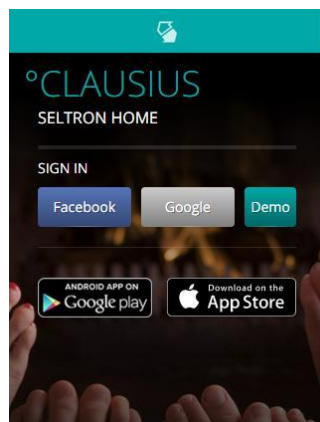 °CLAUSIUS
SELTRON HOME
SIGN IN
Facebook Google Demo
ANDROID APP ON
Google play
Download on the
App Store